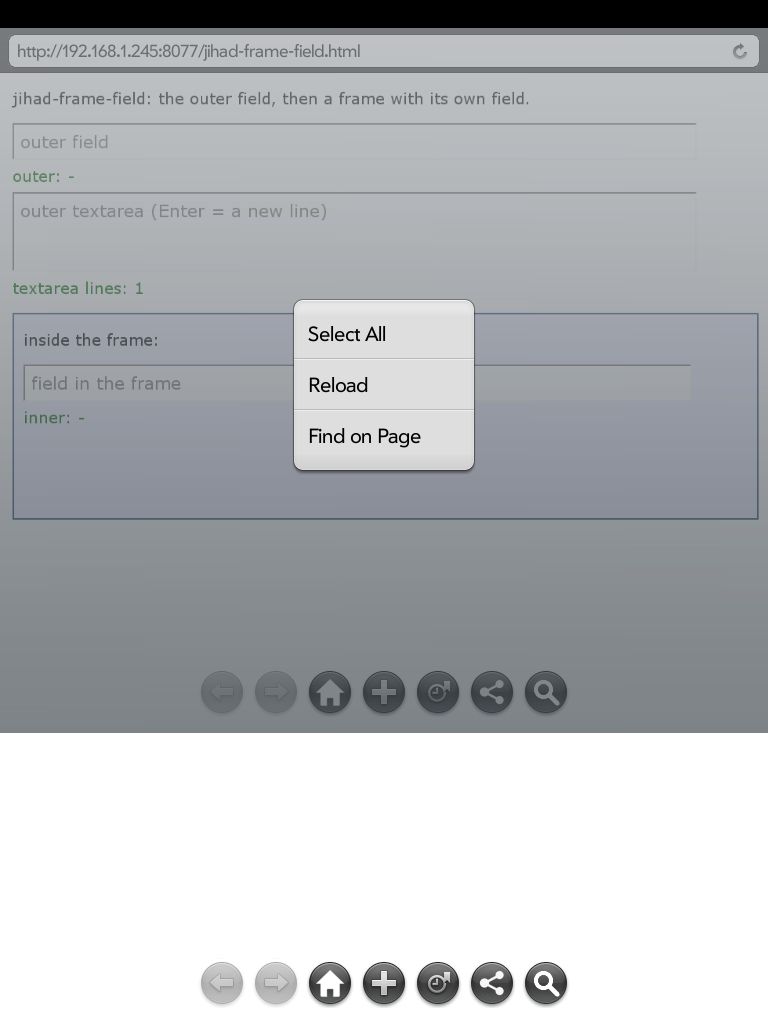 http://192.168.1.245:8077/jihad-frame-field.html
jihad-frame-field: the outer field, then a frame with its own field.
outer field
outer: -
outer textarea (Enter = a new line)
textarea lines: 1
inside the frame:
field in the frame
inner: -
Select All
Reload
Find on Page